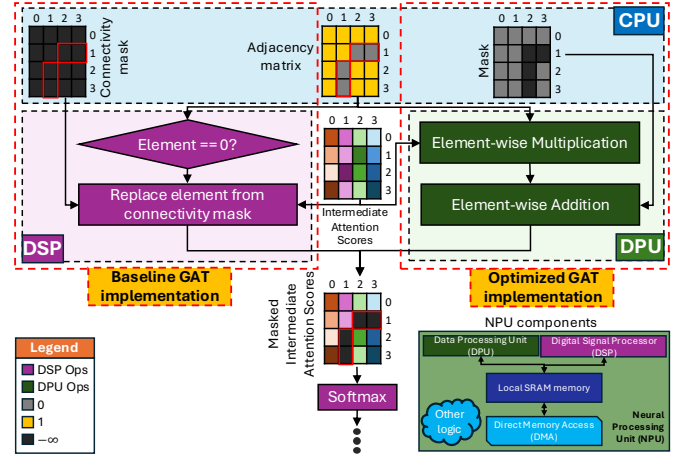 0 1 2 3
0
1
2
3
Connectivity
mask
Adjacency
matrix
0 1 2 3
0
1
2
3
Mask
0 1 2 3
0
1
2
3
CPU
Element ==0?
Replace element from
connectivity mask
DSP
0 1 2 3
0
1
2
3
Intermediate
Attention
Scores
Element-wise Multiplication
Element-wise Addition
DPU
Baseline GAT
implementation
Optimized GAT
implementation
Masked
Intermediate
Attention Scores
0 1 2 3
0
1
2
3
Softmax
Legend
DSP Ops
DPU Ops
0
1
−∞
NPU components
Data Processing Unit
(DPU)
Digital Signal Processor
(DSP)
Local SRAM memory
Other
logic
Direct Memory Access
(DMA)
Neural
Processing
Unit (NPU)